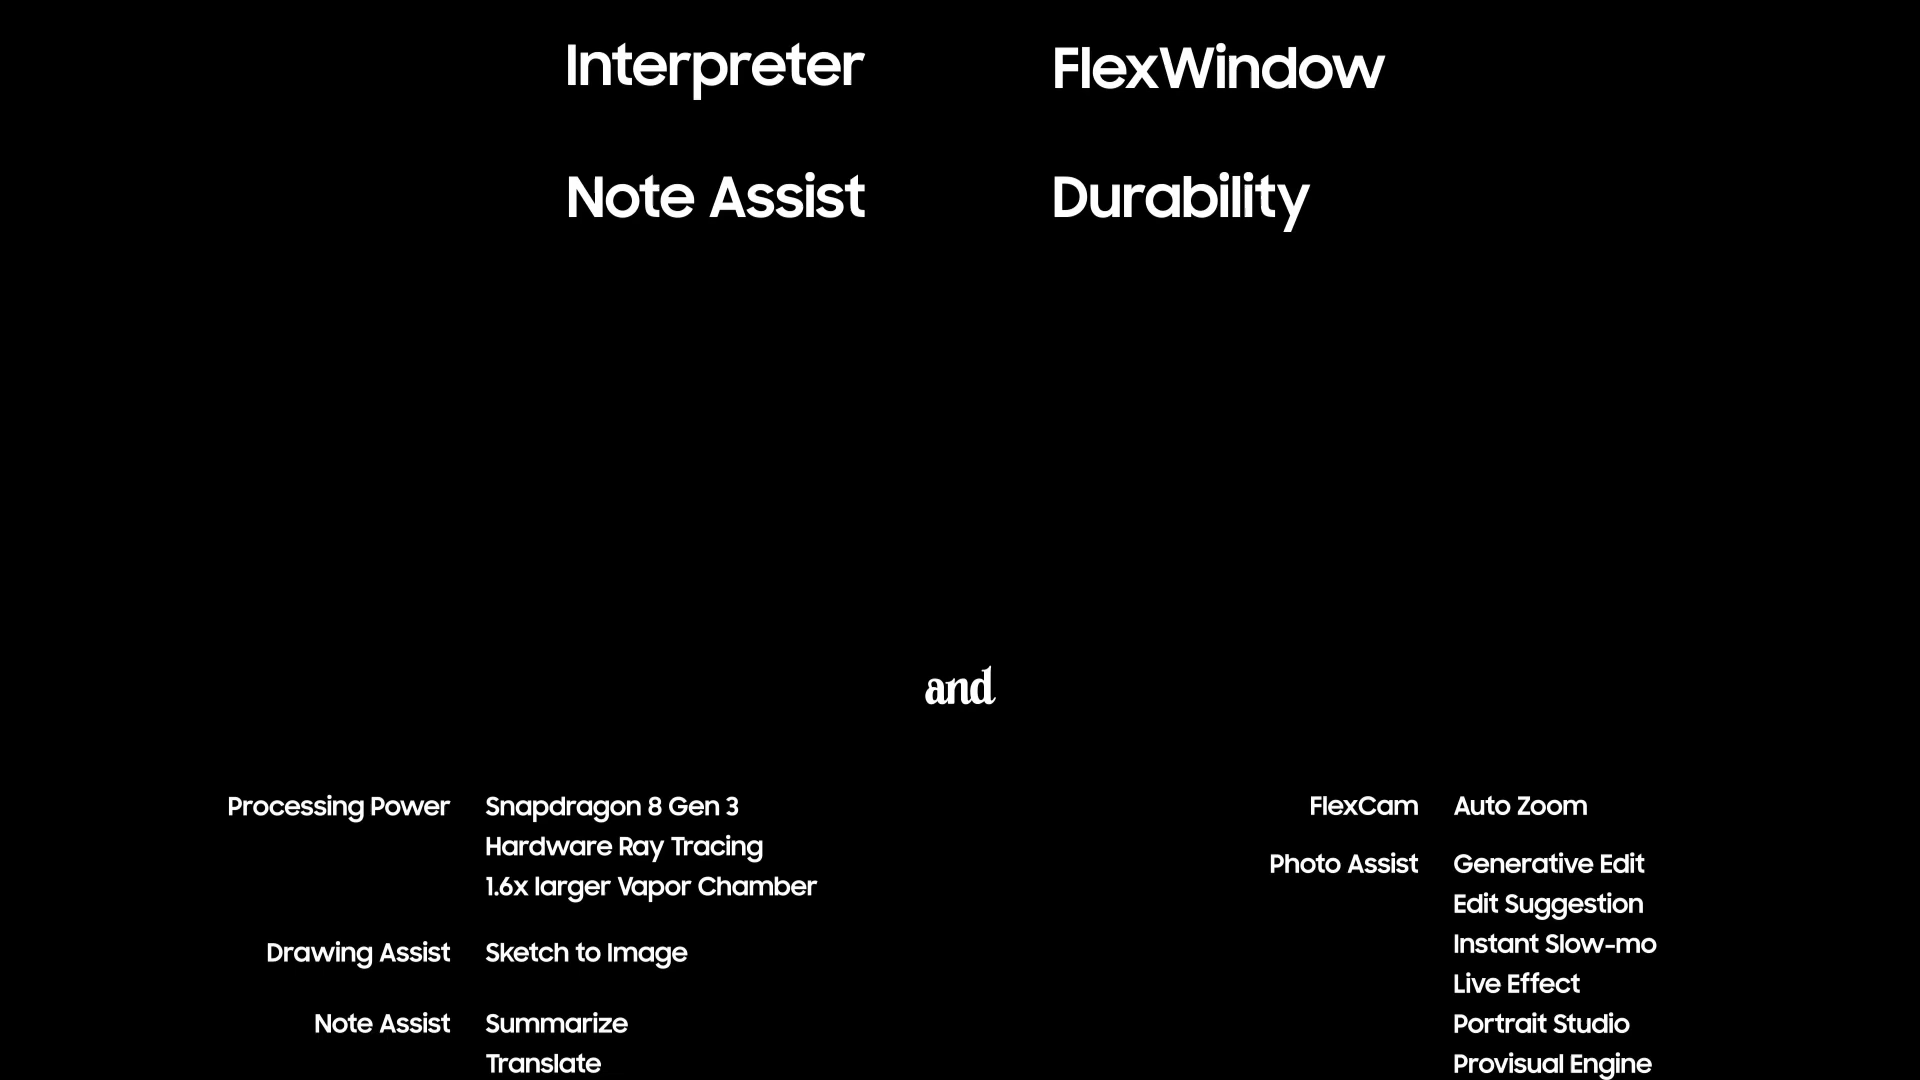 Interpreter
FlexWindow
Note Assist
Durability
and
Processing Power
Snapdragon 8 Gen 3
Hardware Ray Tracing
1.6x larger Vapor Chamber
Drawing Assist
Sketch to Image
Note Assist
Summarize
Translate
FlexCam
Auto Zoom
Photo Assist
Generative Edit
Edit Suggestion
Instant Slow-mo
Live Effect
Portrait Studio
Provisual Engine